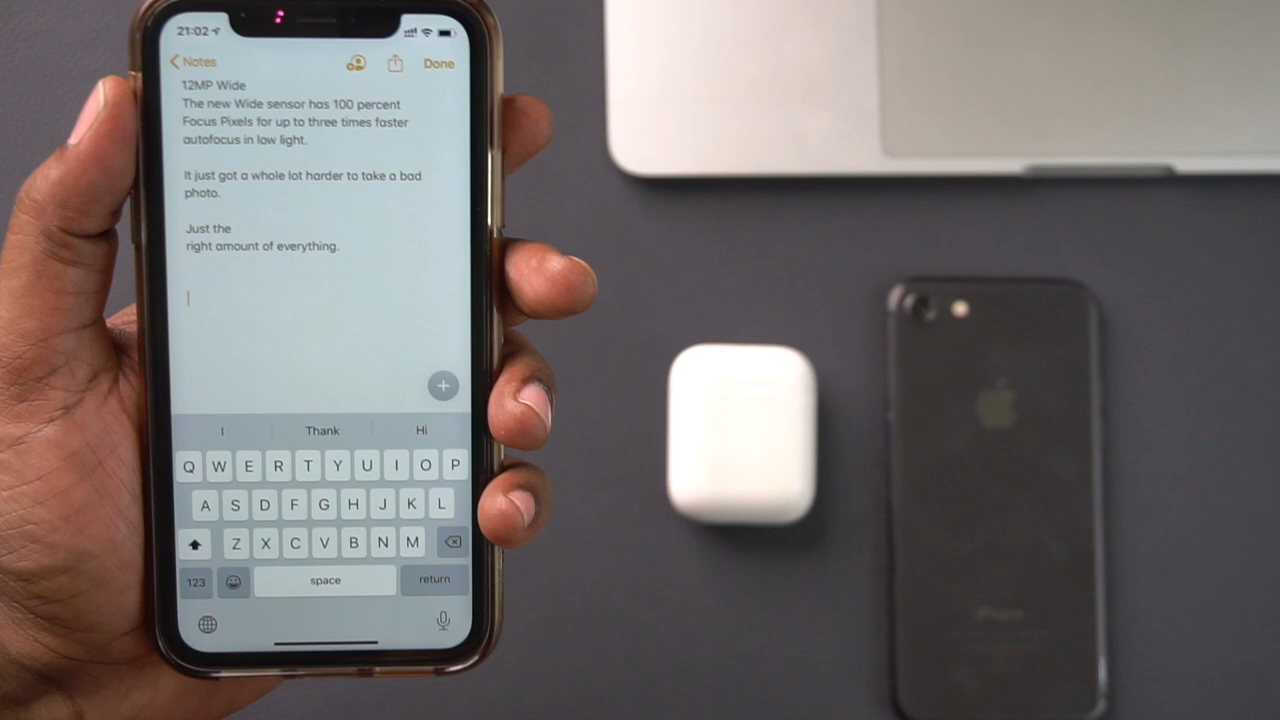 21:02
Notes
Done
12MP Wide
The new Wide sensor has 100 percent
Focus Pixels for up to three times faster
autofocus in low light.
It just got a whole lot harder to take a bad
photo.
Just the
right amount of everything.
I Thank Hi
Q W E R T Y U I O P
A S D F G H J K L
Z X C V B N M
123 space return
iPhone